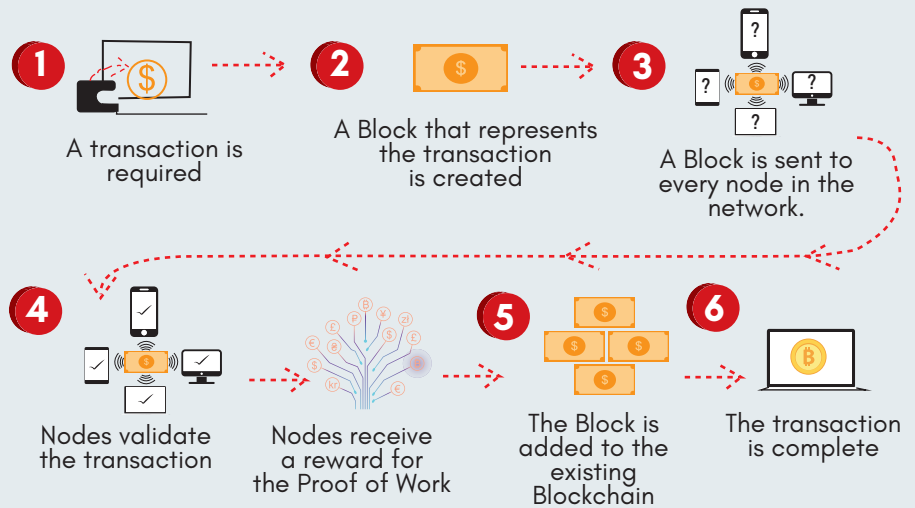 1
A transaction is
required
2
A Block that represents
the transaction
is created
3
A Block is sent to
every node in the
network.
4
Nodes validate
the transaction
Nodes receive
a reward for
the Proof of Work
5
The Block is
added to the
existing
Blockchain
6
The transaction
is complete